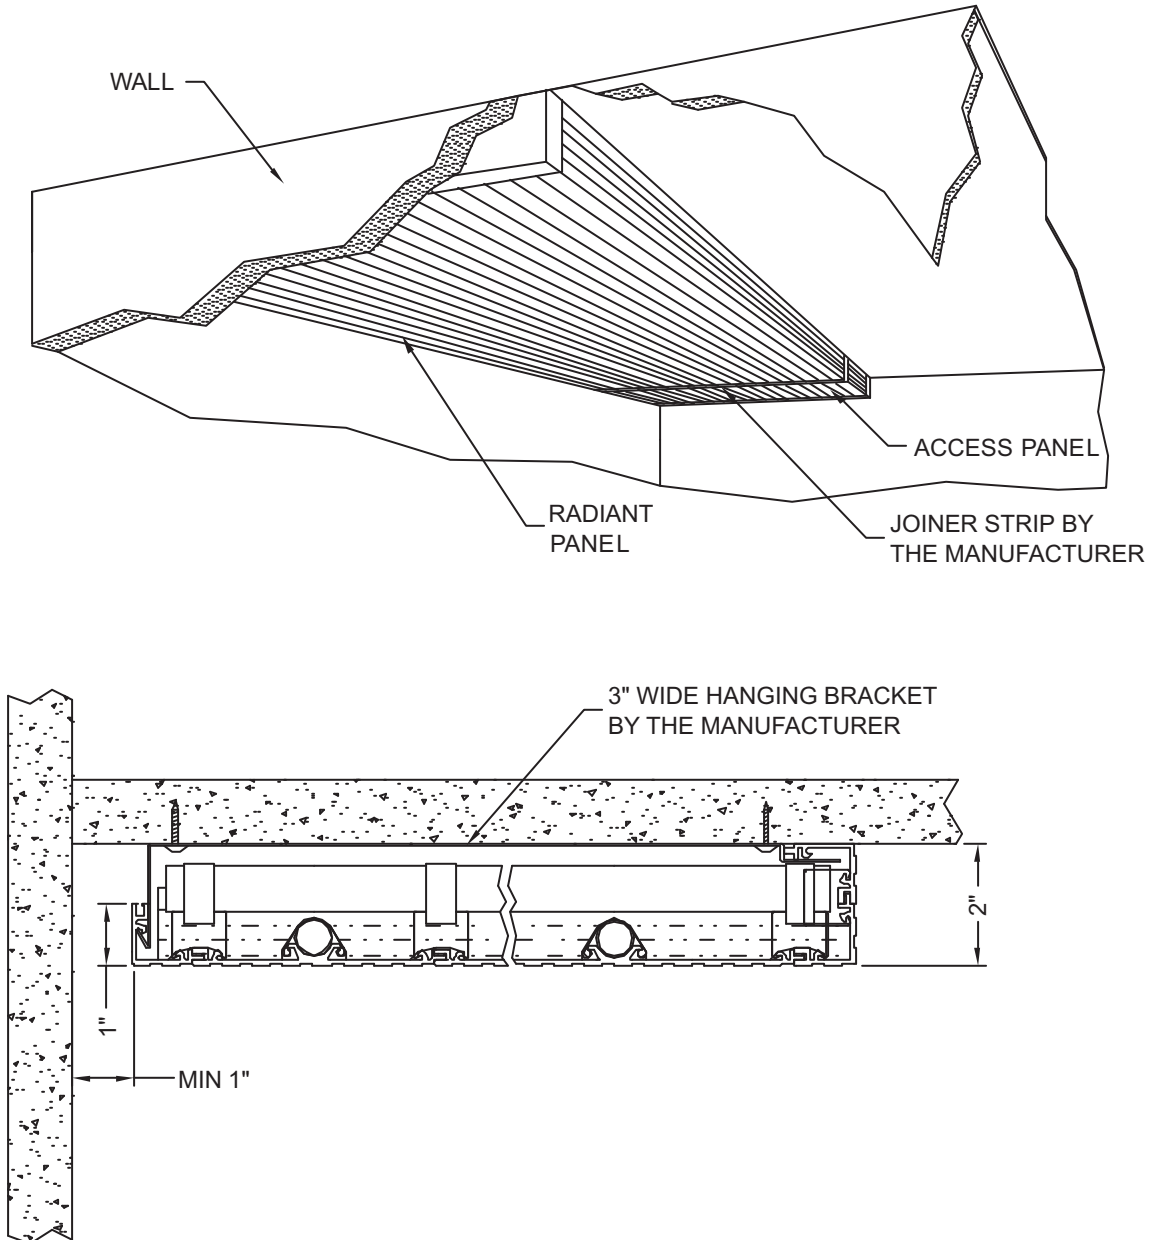 WALL
ACCESS PANEL
RADIANT
PANEL
JOINER STRIP BY
THE MANUFACTURER
3" WIDE HANGING BRACKET
BY THE MANUFACTURER
2"
1"
MIN 1"